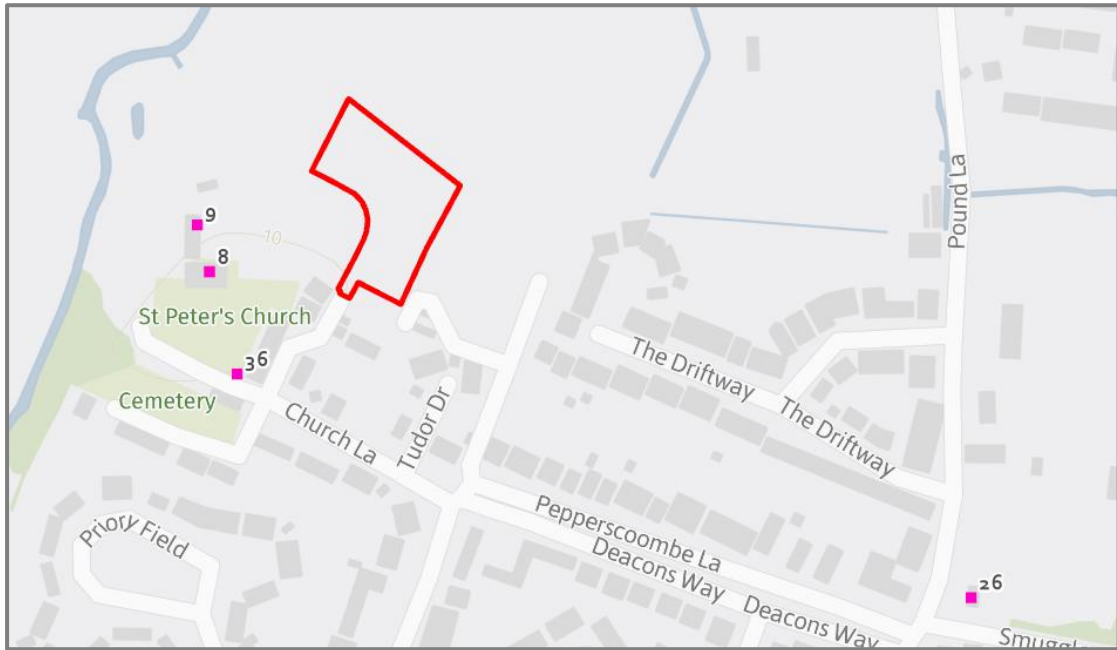 Pound La
9
10
8
St Peter's Church
The Driftway
36
Cemetery
Church La
Tudor Dr
The Driftway
Priory Field
Pepperscoombe La
Deacons Way
Deacons Way
26
Smuggle